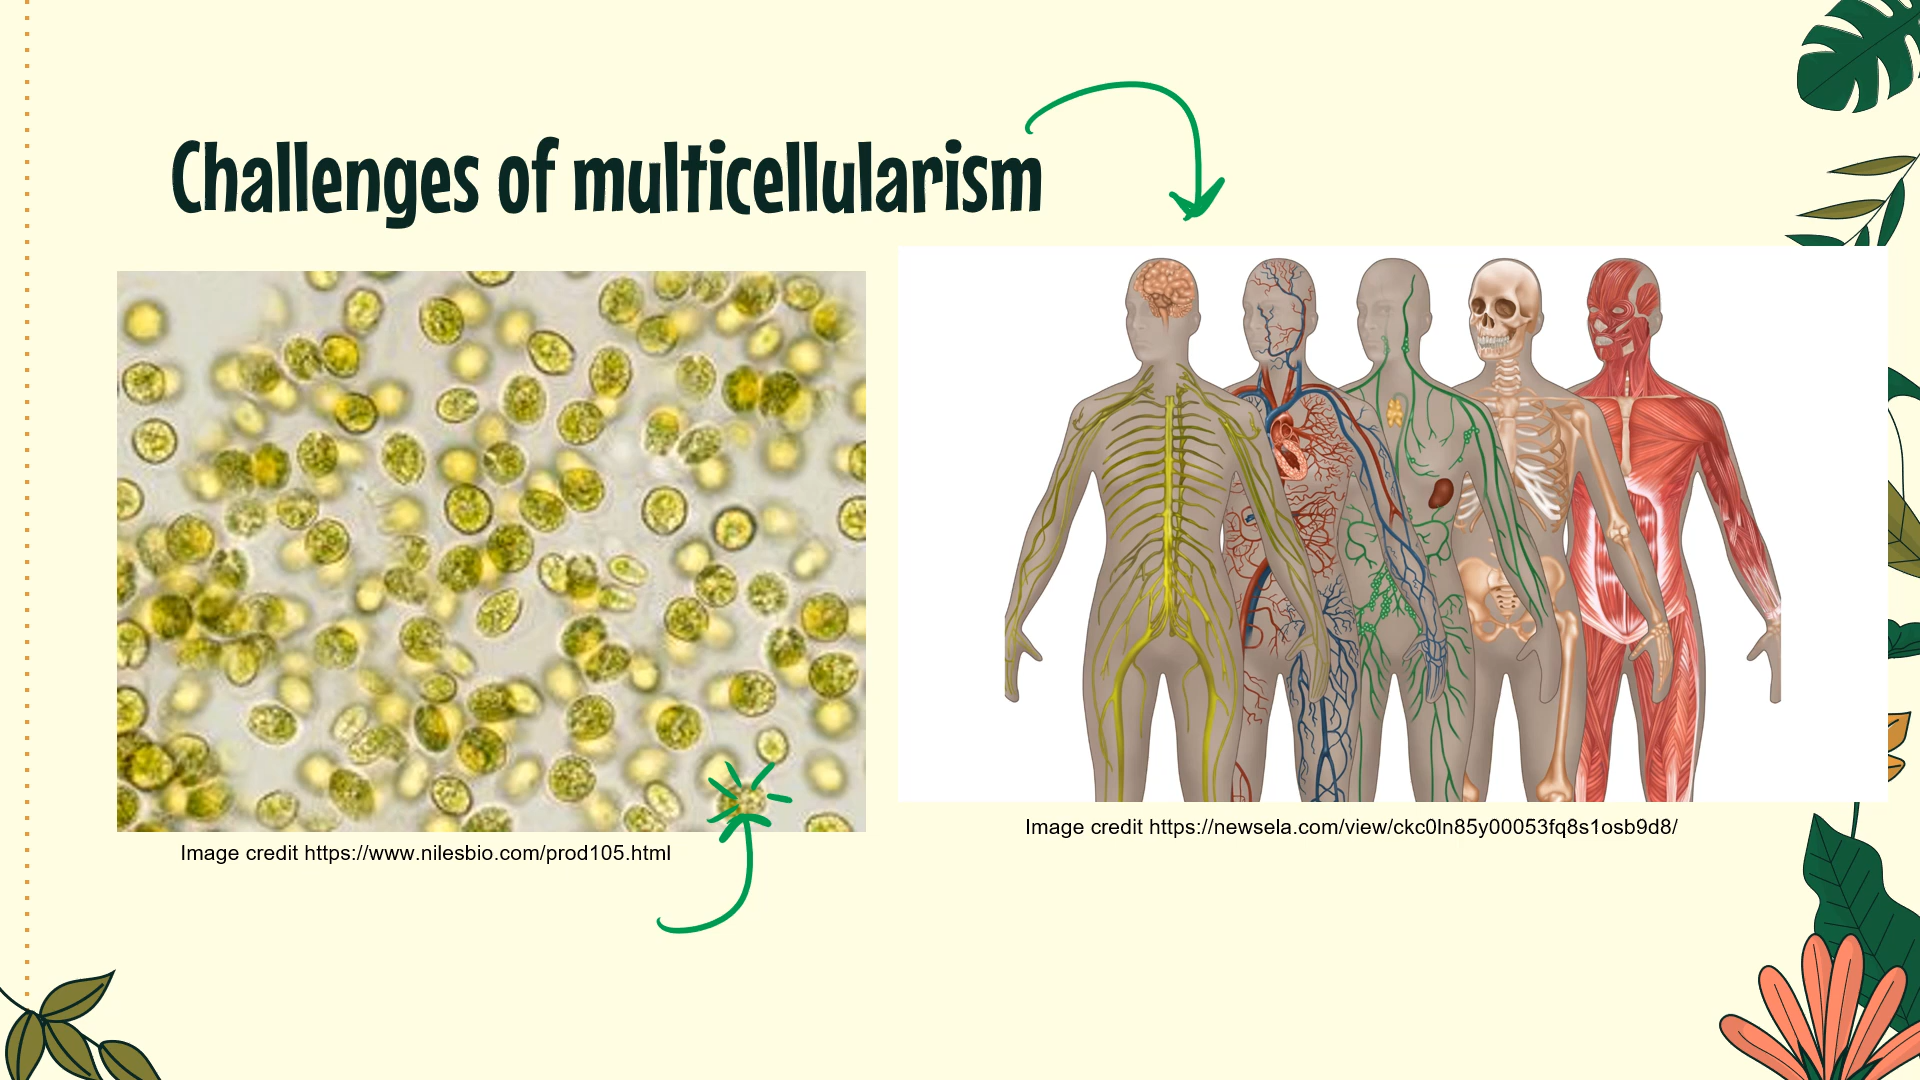 Challenges of multicellularism
Image credit https://www.nilesbio.com/prod105.html
Image credit https://newsela.com/view/ckc0ln85y00053fq8s1osb9d8/